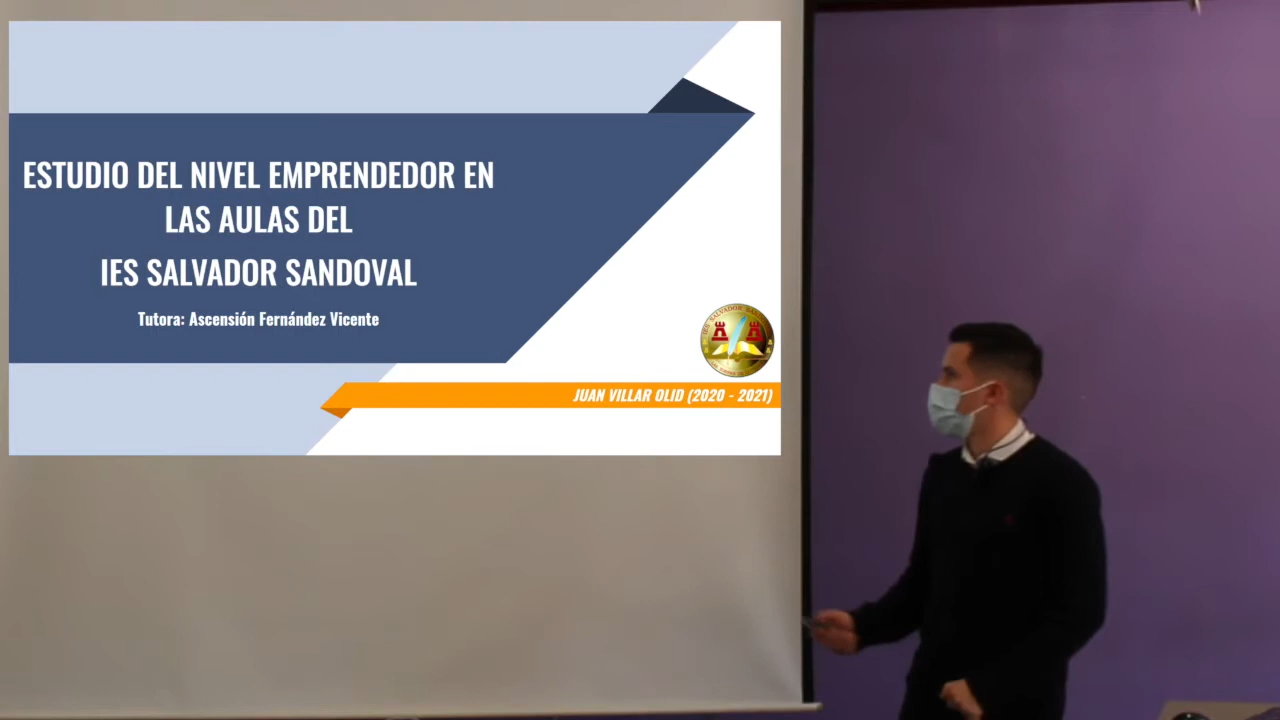 ESTUDIO DEL NIVEL EMPRENDEDOR EN
LAS AULAS DEL
IES SALVADOR SANDOVAL
Tutora: Ascensión Fernández Vicente
JUAN VILLAR OLID (2020 - 2021)